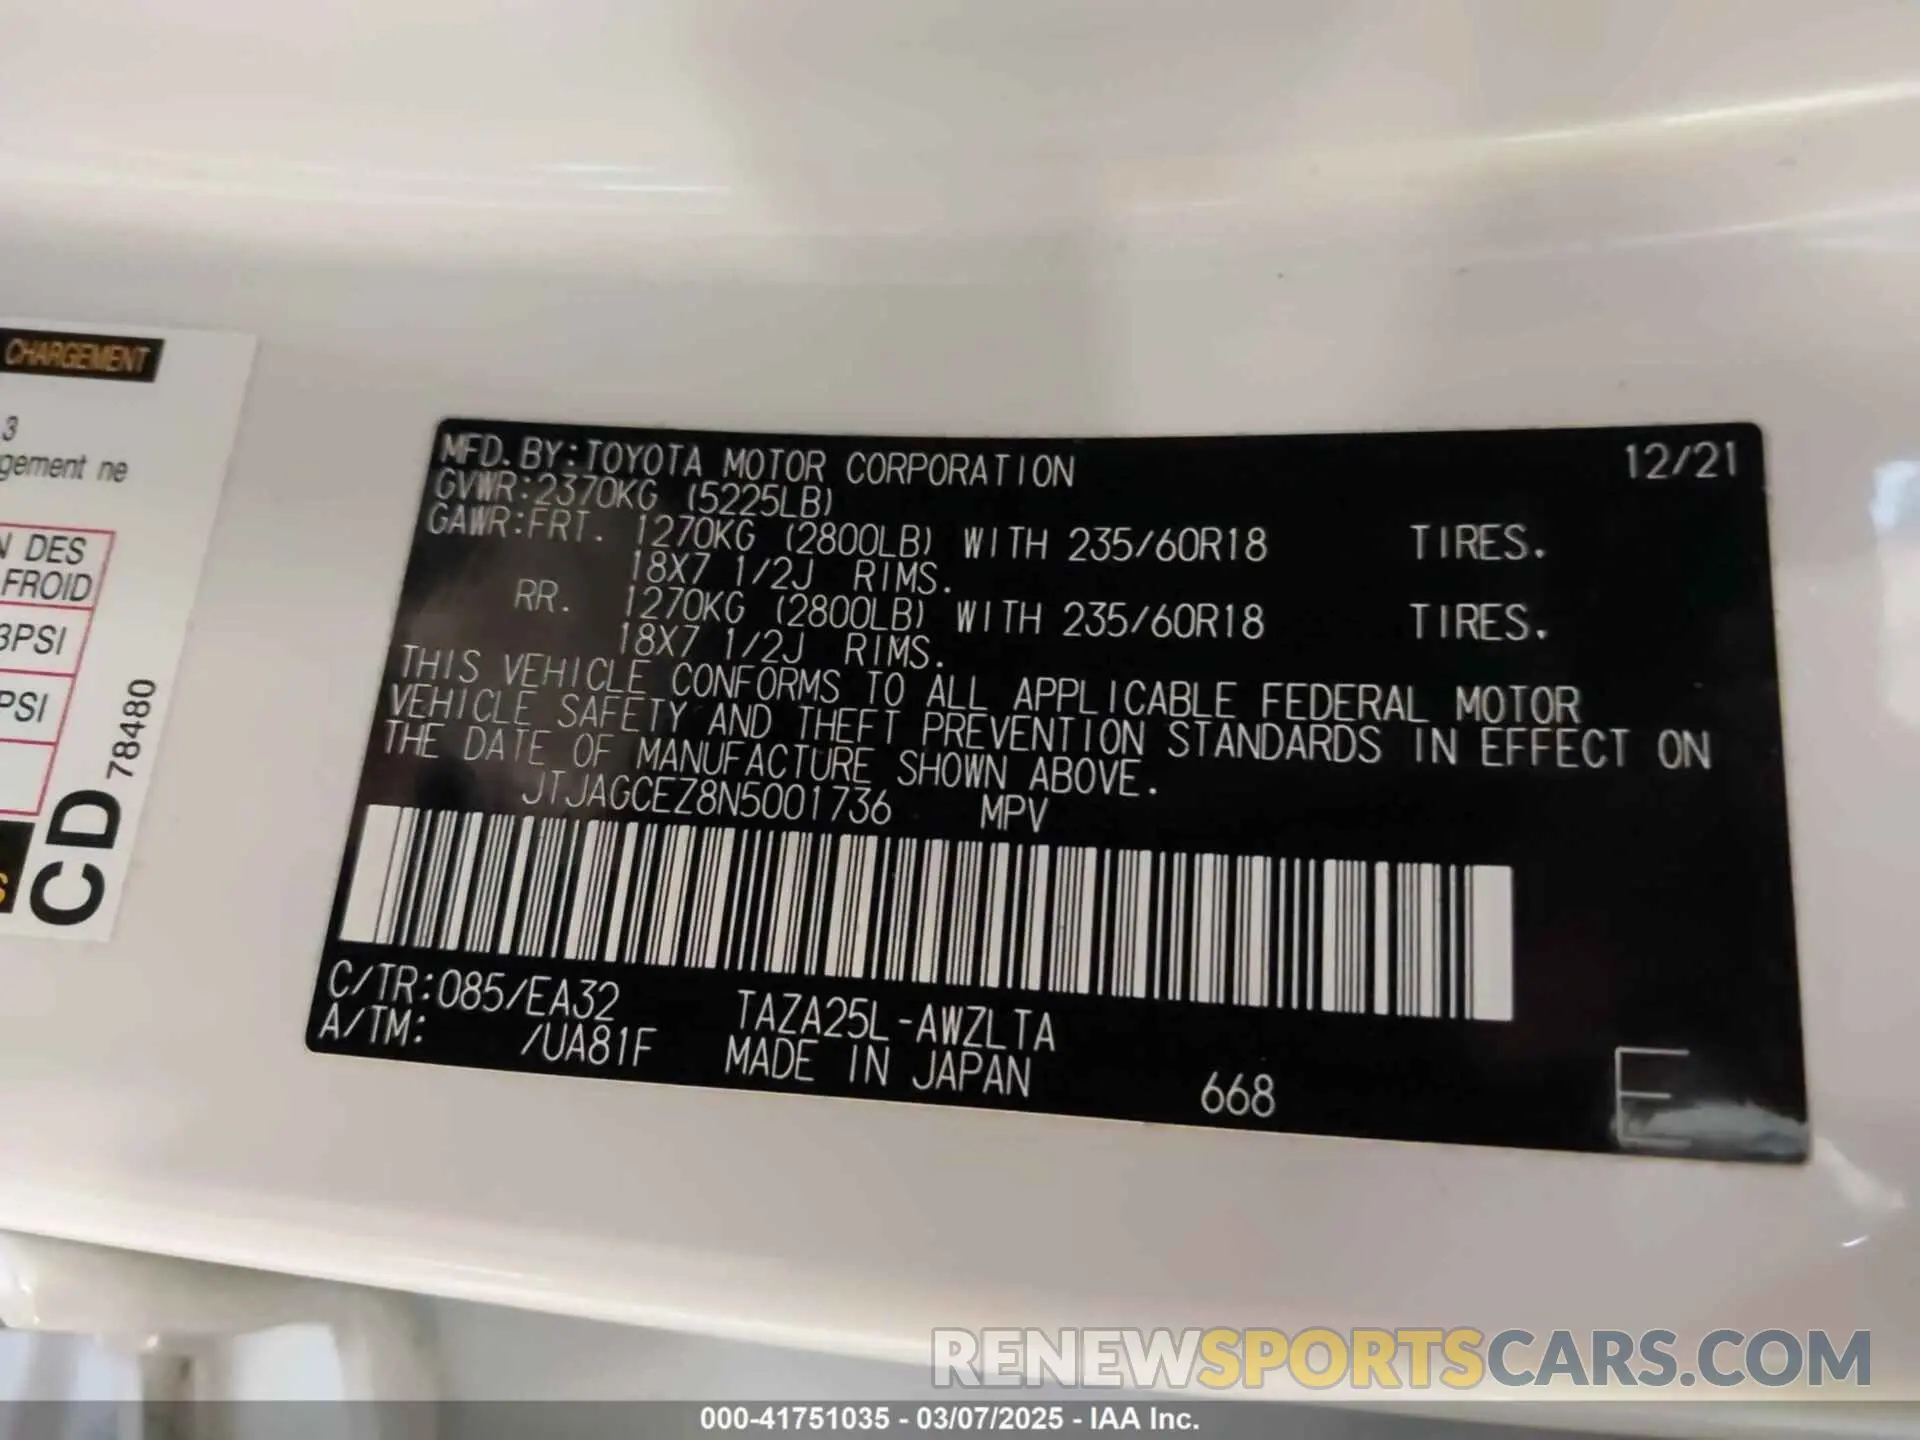 CHARGEMENT
3
gement ne
N DES
FROID
3PSI
PSI
S
CD 78480
MFD. BY: TOYOTA MOTOR CORPORATION 12/21
GVWR: 2370KG (5225LB)
GAWR: FRT. 1270KG (2800LB) WITH 235/60R18 TIRES.
18X7 1/2J RIMS.
RR. 1270KG (2800LB) WITH 235/60R18 TIRES.
18X7 1/2J RIMS.
THIS VEHICLE CONFORMS TO ALL APPLICABLE FEDERAL MOTOR
VEHICLE SAFETY AND THEFT PREVENTION STANDARDS IN EFFECT ON
THE DATE OF MANUFACTURE SHOWN ABOVE.
JTJAGCEZ8N5001736 MPV
C/TR: 085/EA32 TAZA25L-AWZLTA
A/TM: /UA81F MADE IN JAPAN 668 E
RENEWSPORTSCARS.COM
000-41751035 - 03/07/2025 - IAA Inc.